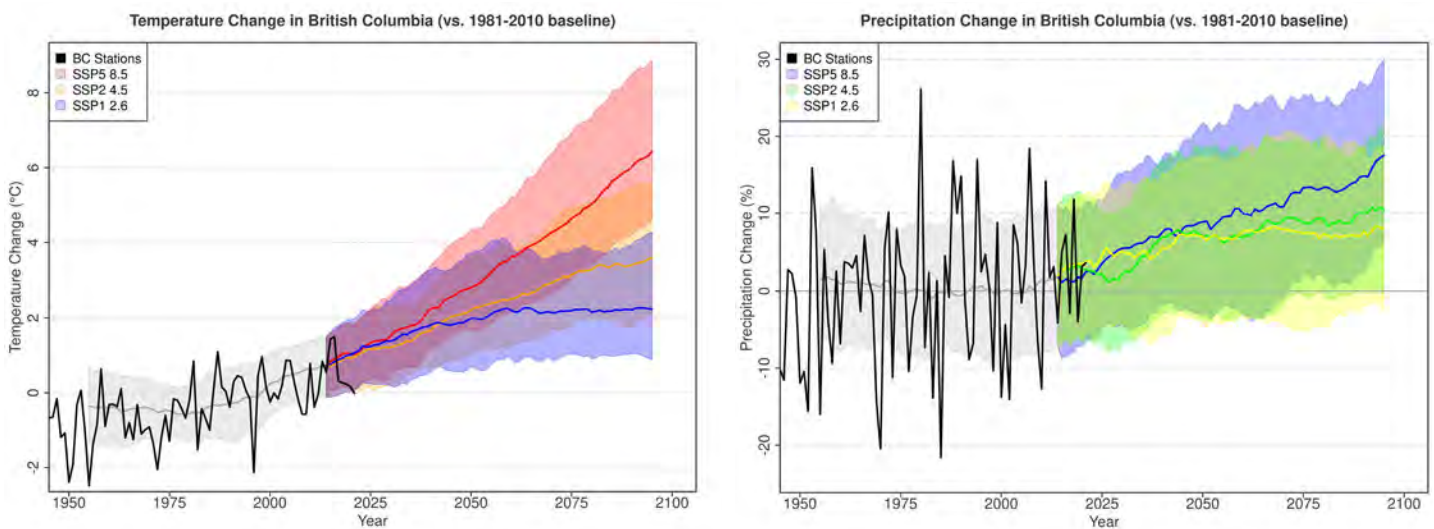 Temperature Change in British Columbia (vs. 1981-2010 baseline)
BC Stations
SSP5 8.5
SSP2 4.5
SSP1 2.6
Temperature Change (°C)
8
6
4
2
0
-2
1950 1975 2000 2025 2050 2075 2100
Year
Precipitation Change in British Columbia (vs. 1981-2010 baseline)
BC Stations
SSP5 8.5
SSP2 4.5
SSP1 2.6
Precipitation Change (%)
30
20
10
0
-10
-20
1950 1975 2000 2025 2050 2075 2100
Year